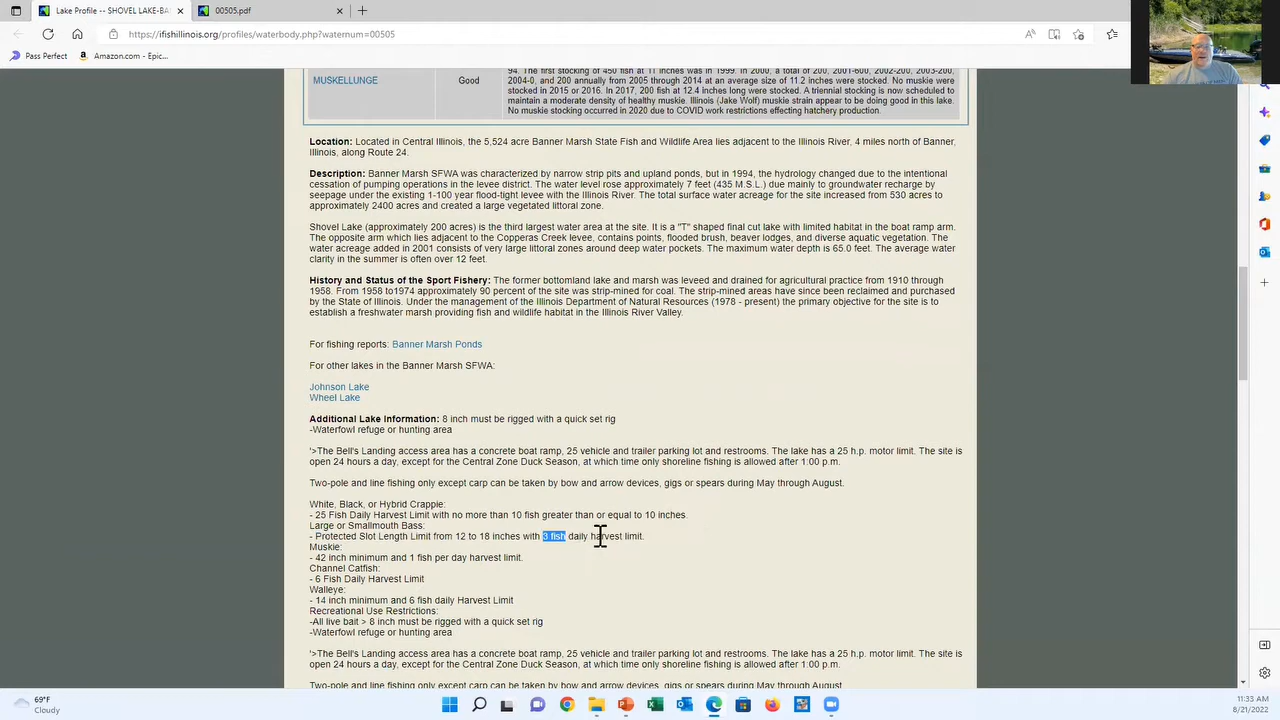 Lake Profile -- SHOVEL LAKE-BA
00505.pdf
https://ifishillinois.org/profiles/waterbody.php?waternum=00505
Pass Perfect
Amazon.com - Epic...
94. The first stocking of 450 fish at 11 inches was in 1999. In 2000, a total of 200, 2001-600, 2002-200, 2003-200,
MUSKELLUNGE Good 2004-0, and 200 annually from 2005 through 2014 at an average size of 11.2 inches were stocked. No muskie were
stocked in 2015 or 2016. In 2017, 200 fish at 12.4 inches long were stocked. A triennial stocking is now scheduled to
maintain a moderate density of healthy muskie. Illinois (Jake Wolf) muskie strain appear to be doing good in this lake.
No muskie stocking occurred in 2020 due to COVID work restrictions effecting hatchery production.
Location: Located in Central Illinois, the 5,524 acre Banner Marsh State Fish and Wildlife Area lies adjacent to the Illinois River, 4 miles north of Banner,
Illinois, along Route 24.
Description: Banner Marsh SFWA was characterized by narrow strip pits and upland ponds, but in 1994, the hydrology changed due to the intentional
cessation of pumping operations in the levee district. The water level rose approximately 7 feet (435 M.S.L.) due mainly to groundwater recharge by
seepage under the existing 1-100 year flood-tight levee with the Illinois River. The total surface water acreage for the site increased from 530 acres to
approximately 2400 acres and created a large vegetated littoral zone.
Shovel Lake (approximately 200 acres) is the third largest water area at the site. It is a "T" shaped final cut lake with limited habitat in the boat ramp arm.
The opposite arm which lies adjacent to the Copperas Creek levee, contains points, flooded brush, beaver lodges, and diverse aquatic vegetation. The
water acreage added in 2001 consists of very large littoral zones around deep water pockets. The maximum water depth is 65.0 feet. The average water
clarity in the summer is often over 12 feet.
History and Status of the Sport Fishery: The former bottomland lake and marsh was leveed and drained for agricultural practice from 1910 through
1958. From 1958 to1974 approximately 90 percent of the site was strip-mined for coal. The strip-mined areas have since been reclaimed and purchased
by the State of Illinois. Under the management of the Illinois Department of Natural Resources (1978 - present) the primary objective for the site is to
establish a freshwater marsh providing fish and wildlife habitat in the Illinois River Valley.
For fishing reports: Banner Marsh Ponds
For other lakes in the Banner Marsh SFWA:
Johnson Lake
Wheel Lake
Additional Lake Information: 8 inch must be rigged with a quick set rig
-Waterfowl refuge or hunting area
'>The Bell's Landing access area has a concrete boat ramp, 25 vehicle and trailer parking lot and restrooms. The lake has a 25 h.p. motor limit. The site is
open 24 hours a day, except for the Central Zone Duck Season, at which time only shoreline fishing is allowed after 1:00 p.m.
Two-pole and line fishing only except carp can be taken by bow and arrow devices, gigs or spears during May through August.
White, Black, or Hybrid Crappie:
- 25 Fish Daily Harvest Limit with no more than 10 fish greater than or equal to 10 inches.
Large or Smallmouth Bass:
- Protected Slot Length Limit from 12 to 18 inches with 3 fish daily harvest limit.
Muskie:
- 42 inch minimum and 1 fish per day harvest limit.
Channel Catfish:
- 6 Fish Daily Harvest Limit
Walleye:
- 14 inch minimum and 6 fish daily Harvest Limit
Recreational Use Restrictions:
-All live bait > 8 inch must be rigged with a quick set rig
-Waterfowl refuge or hunting area
'>The Bell's Landing access area has a concrete boat ramp, 25 vehicle and trailer parking lot and restrooms. The lake has a 25 h.p. motor limit. The site is
open 24 hours a day, except for the Central Zone Duck Season, at which time only shoreline fishing is allowed after 1:00 p.m.
Two-pole and line fishing only except carp can be taken by bow and arrow devices, gigs or spears during May through August.
69°F
Cloudy
11:33 AM
8/21/2022